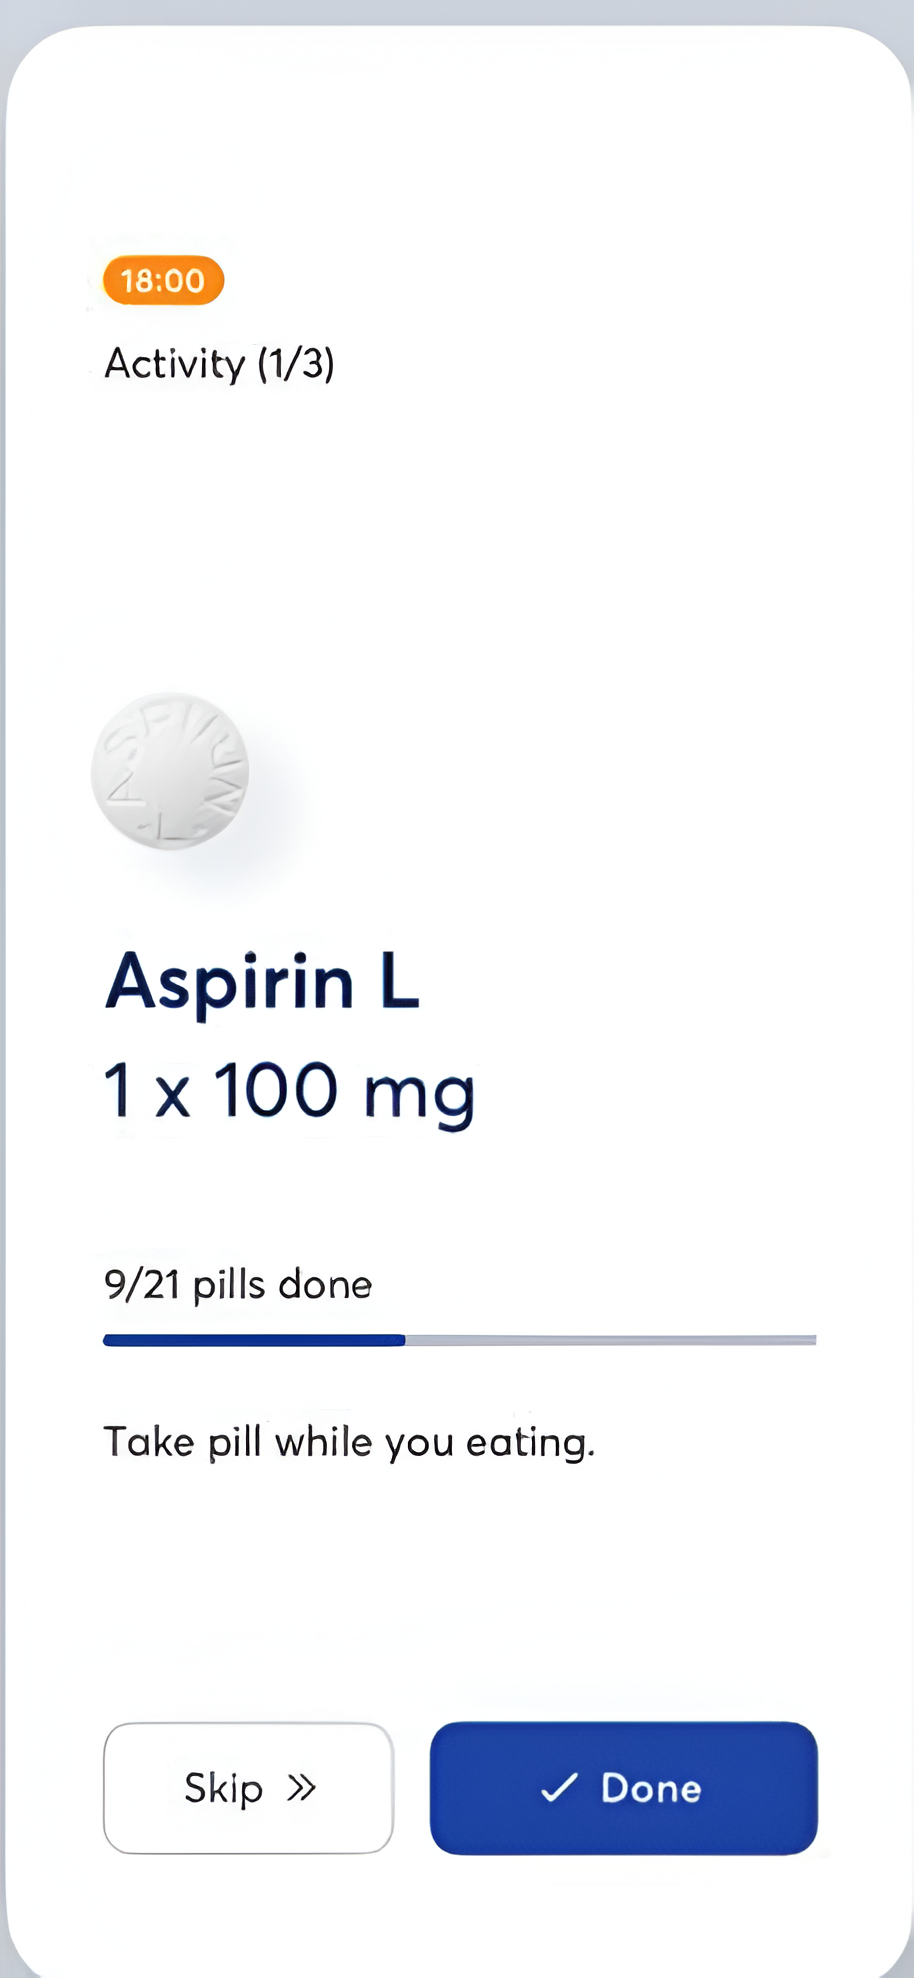 18:00
Activity (1/3)
ASPIRIN L
Aspirin L
1 x 100 mg
9/21 pills done
Take pill while you eating.
Skip
Done